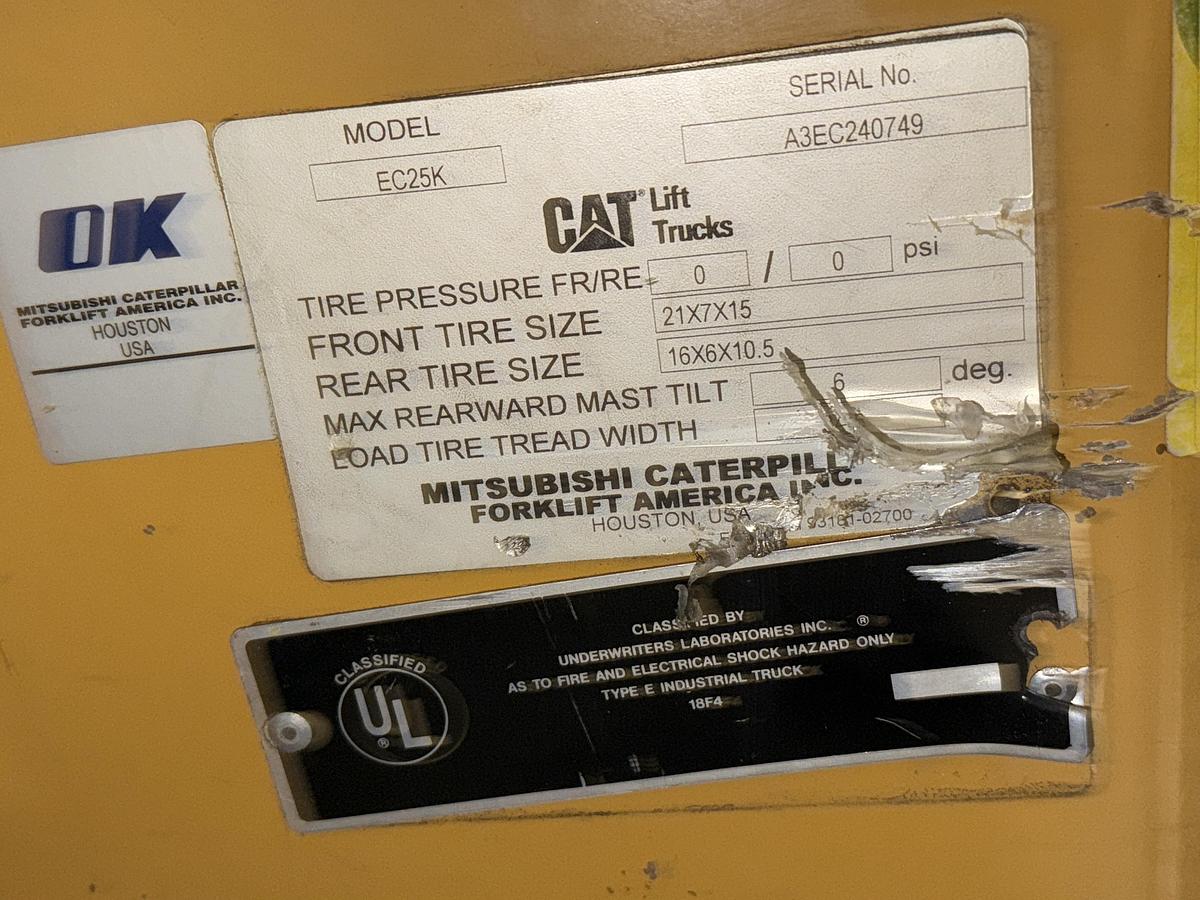 OK
MITSUBISHI CATERPILLAR
FORKLIFT AMERICA INC.
HOUSTON
USA
MODEL
EC25K
SERIAL No.
A3EC240749
CAT® Lift
Trucks
TIRE PRESSURE FR/RE 0 / 0 psi
FRONT TIRE SIZE 21X7X15
REAR TIRE SIZE 16X6X10.5
MAX REARWARD MAST TILT 6 deg.
LOAD TIRE TREAD WIDTH
MITSUBISHI CATERPILL
FORKLIFT AMERICA INC.
HOUSTON, USA
93161-02700
CLASSIFIED
UL®
CLASSIFIED BY
UNDERWRITERS LABORATORIES INC. ®
AS TO FIRE AND ELECTRICAL SHOCK HAZARD ONLY
TYPE E INDUSTRIAL TRUCK
18F4